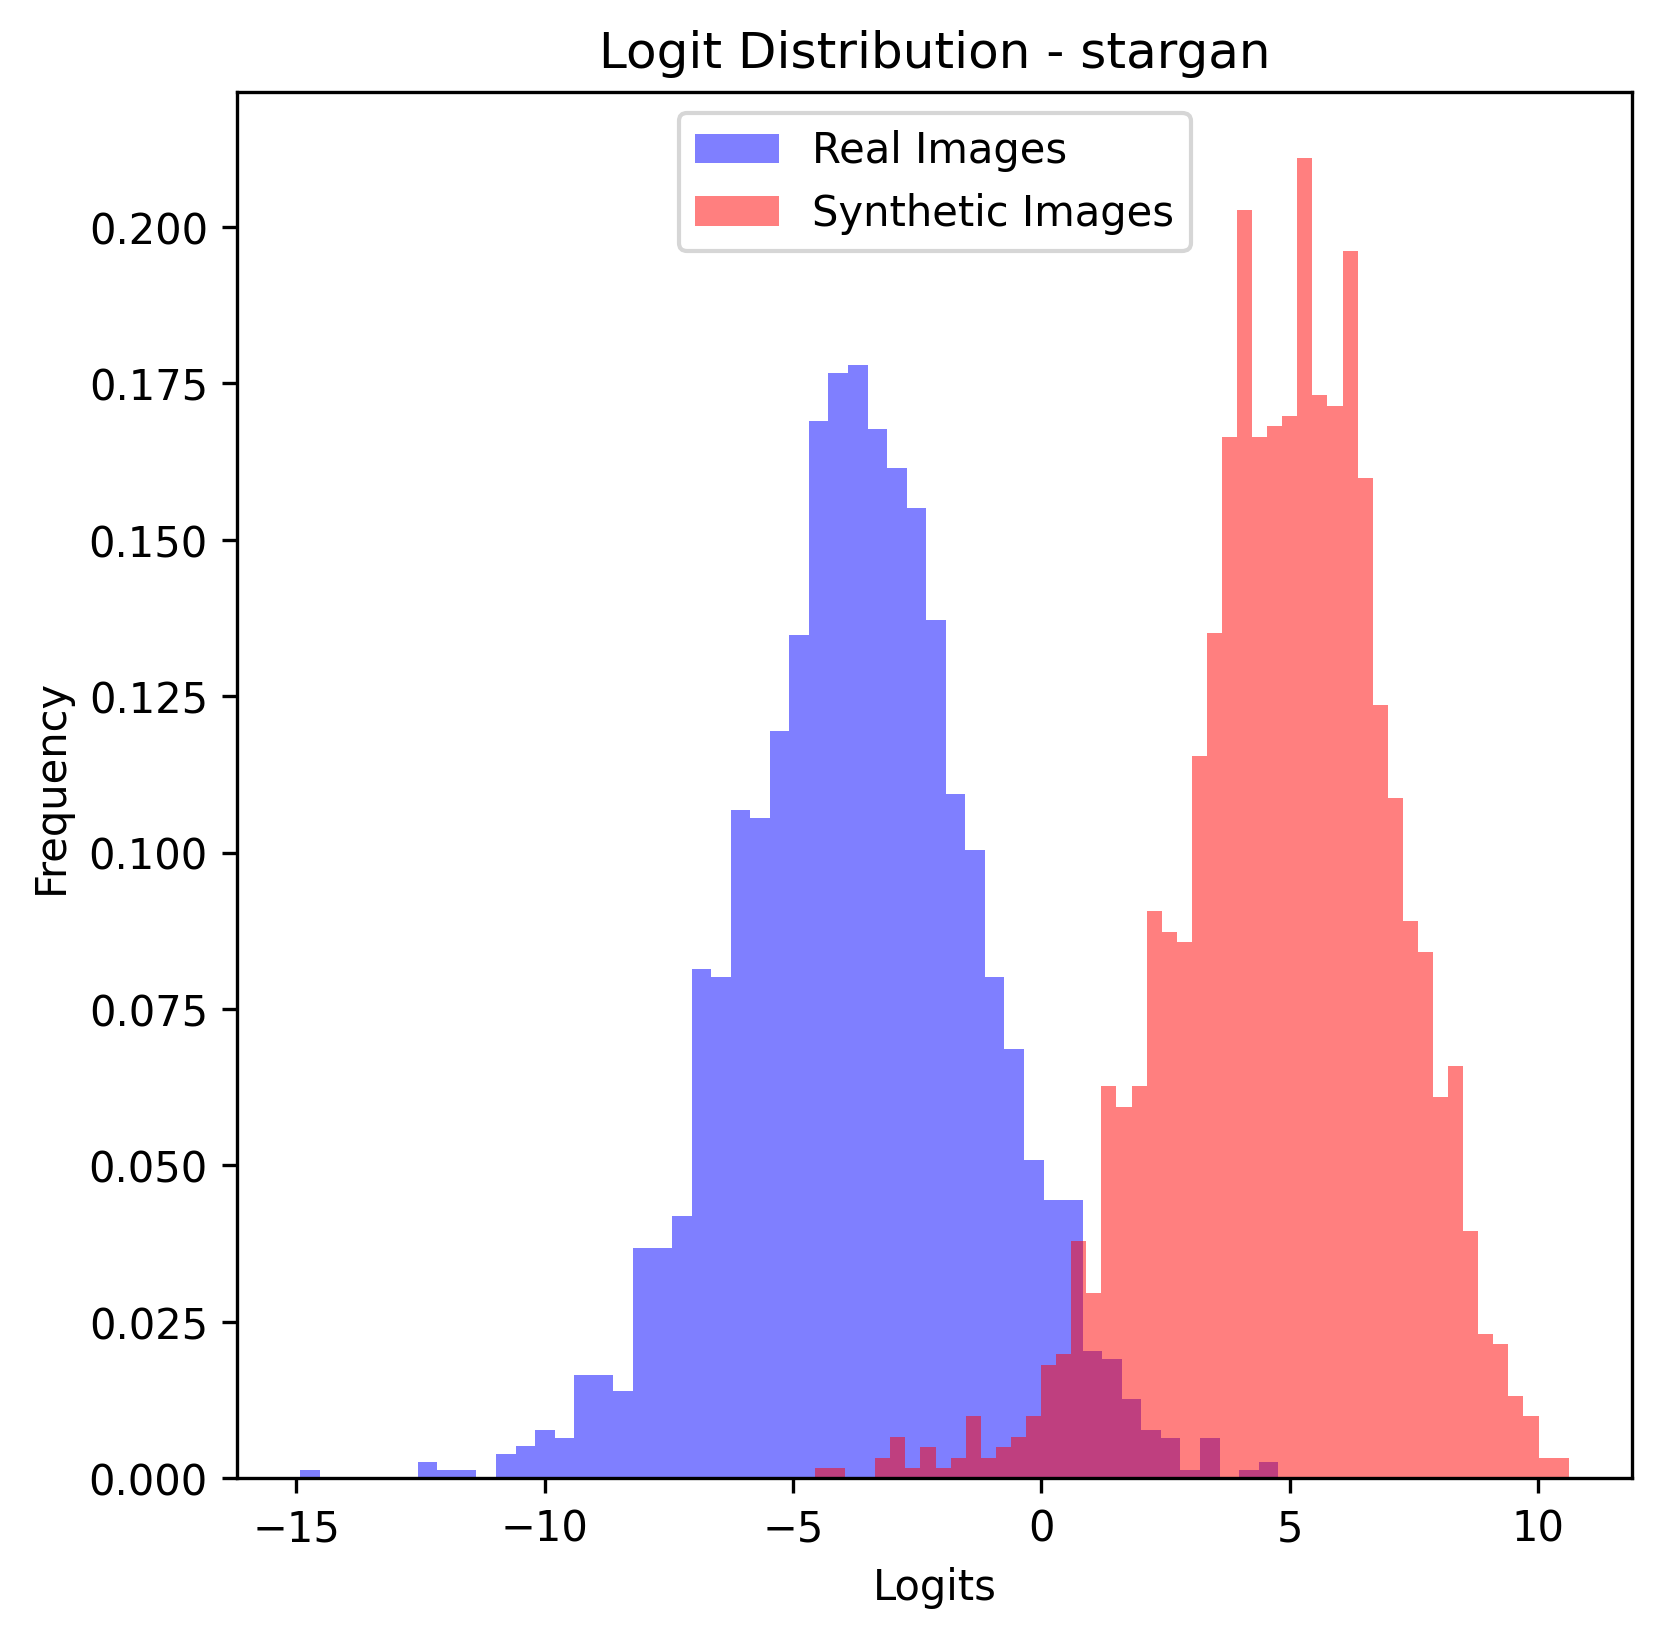 Logit Distribution - stargan
Real Images
Synthetic Images
0.200
0.175
0.150
0.125
0.100
0.075
0.050
0.025
0.000
Frequency
−15 −10 −5 0 5 10
Logits